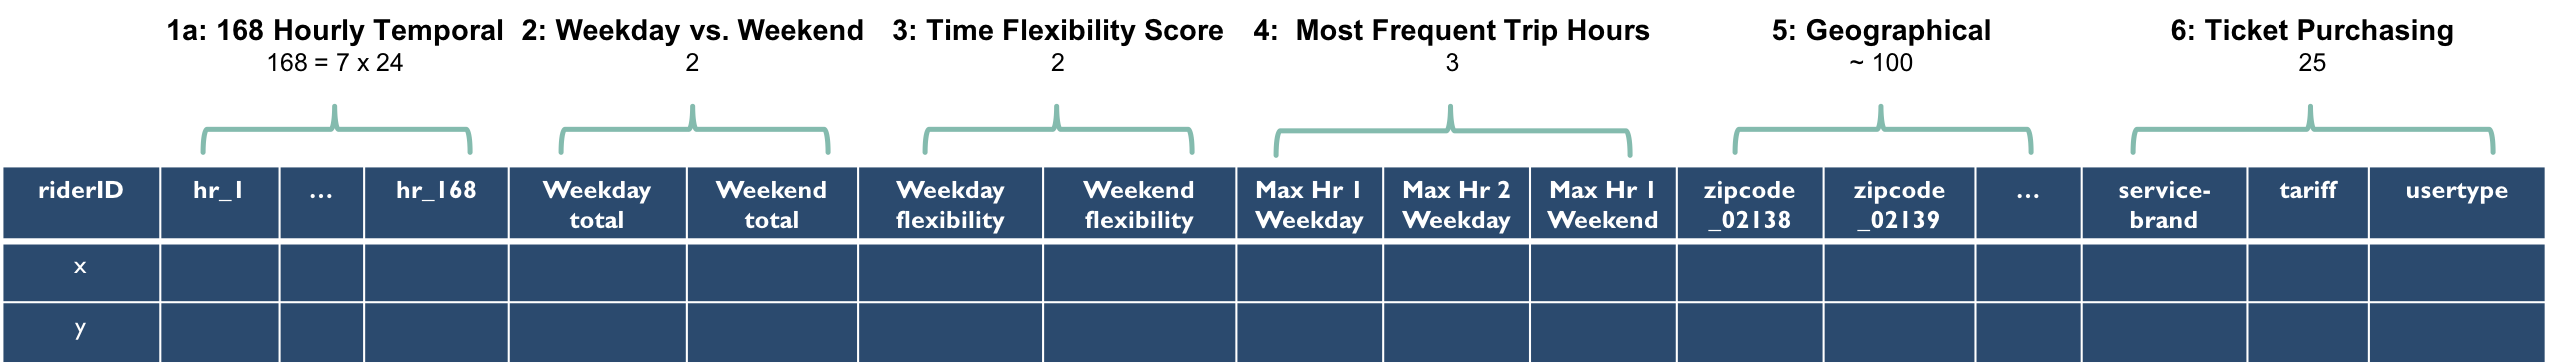 1a: 168 Hourly Temporal 2: Weekday vs. Weekend 3: Time Flexibility Score 4: Most Frequent Trip Hours 5: Geographical 6: Ticket Purchasing
168 = 7 x 24 2 2 3 ~ 100 25
riderID hr_1 … hr_168 Weekday Weekend Weekday Weekend Max Hr 1 Max Hr 2 Max Hr 1 zipcode zipcode … service- tariff usertype
total total flexibility flexibility Weekday Weekday Weekend _02138 _02139 brand
x
y